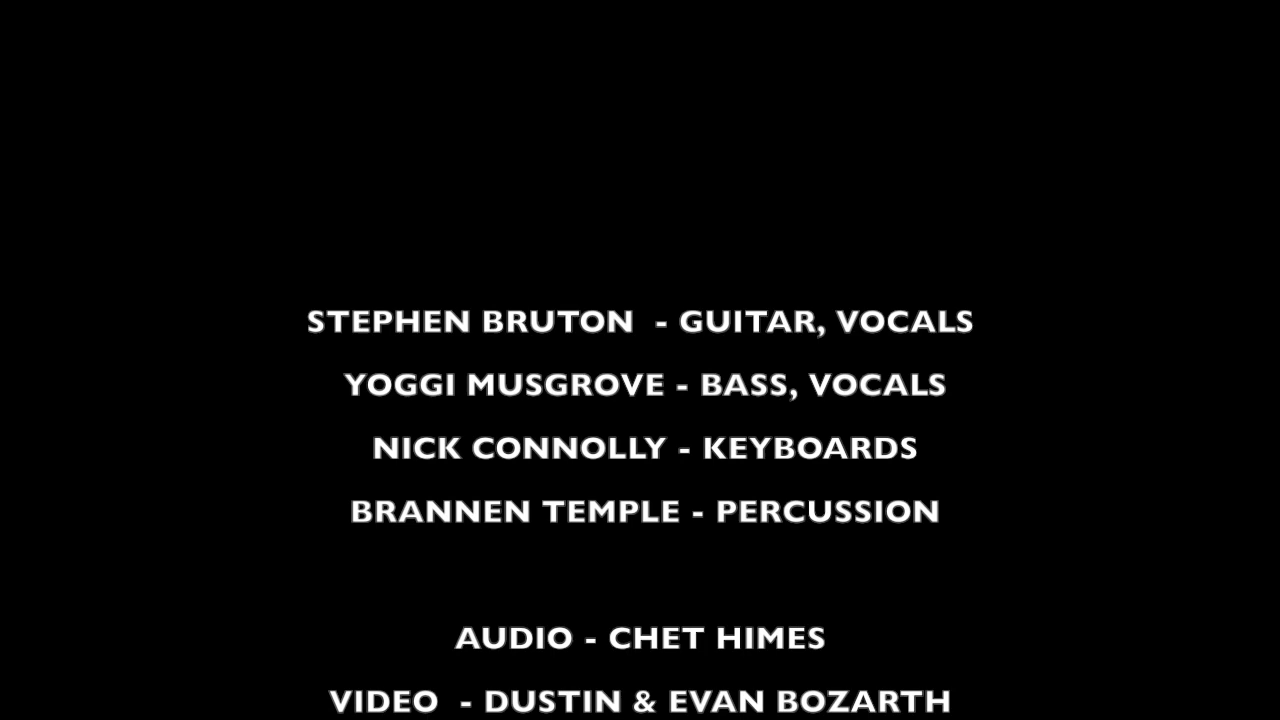 STEPHEN BRUTON  - GUITAR, VOCALS
YOGGI MUSGROVE - BASS, VOCALS
NICK CONNOLLY - KEYBOARDS
BRANNEN TEMPLE - PERCUSSION
AUDIO - CHET HIMES
VIDEO  - DUSTIN & EVAN BOZARTH